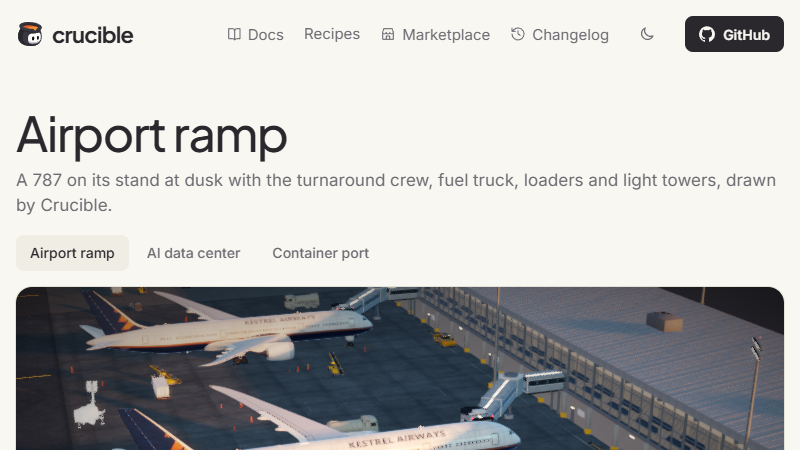 crucible
Docs
Recipes
Marketplace
Changelog
GitHub
Airport ramp
A 787 on its stand at dusk with the turnaround crew, fuel truck, loaders and light towers, drawn
by Crucible.
Airport ramp
AI data center
Container port
KESTREL AIRWAYS
KESTREL AIRWAYS